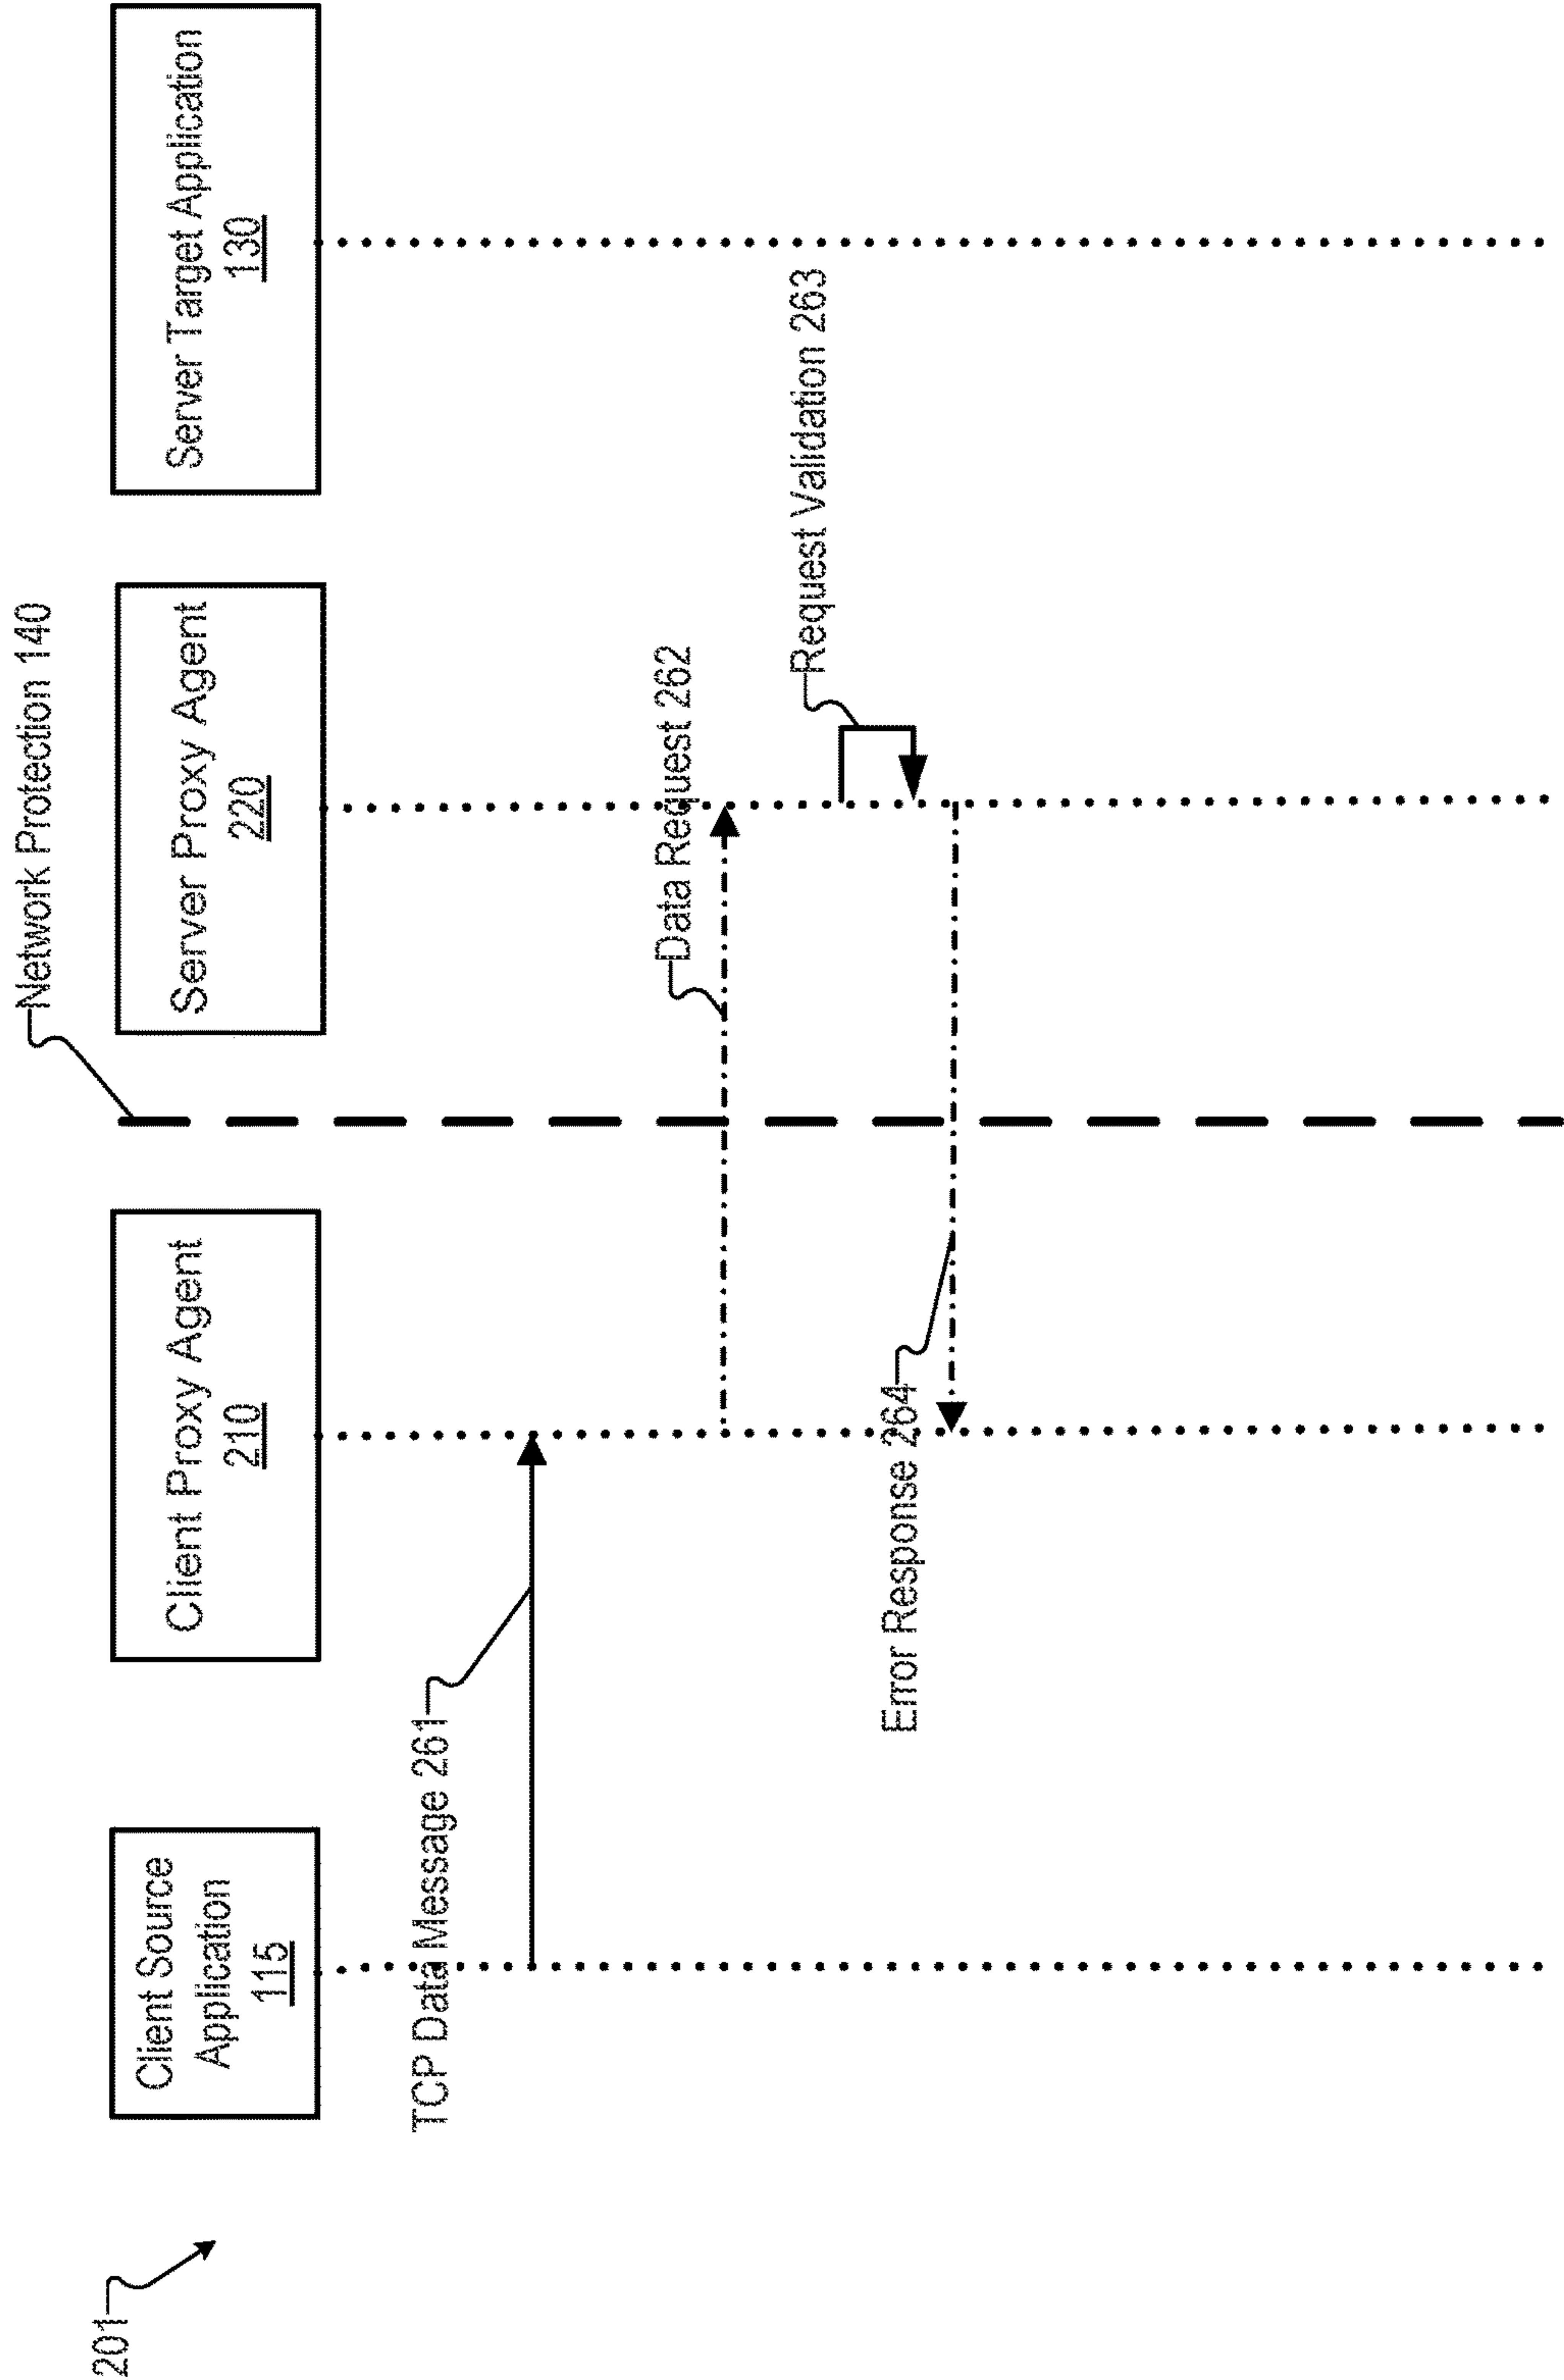 201
Network Protection 140
Client Source
Application
115
Client Proxy Agent
210
Server Proxy Agent
220
Server Target Application
130
TCP Data Message 261
Data Request 262
Request Validation 263
Error Response 264